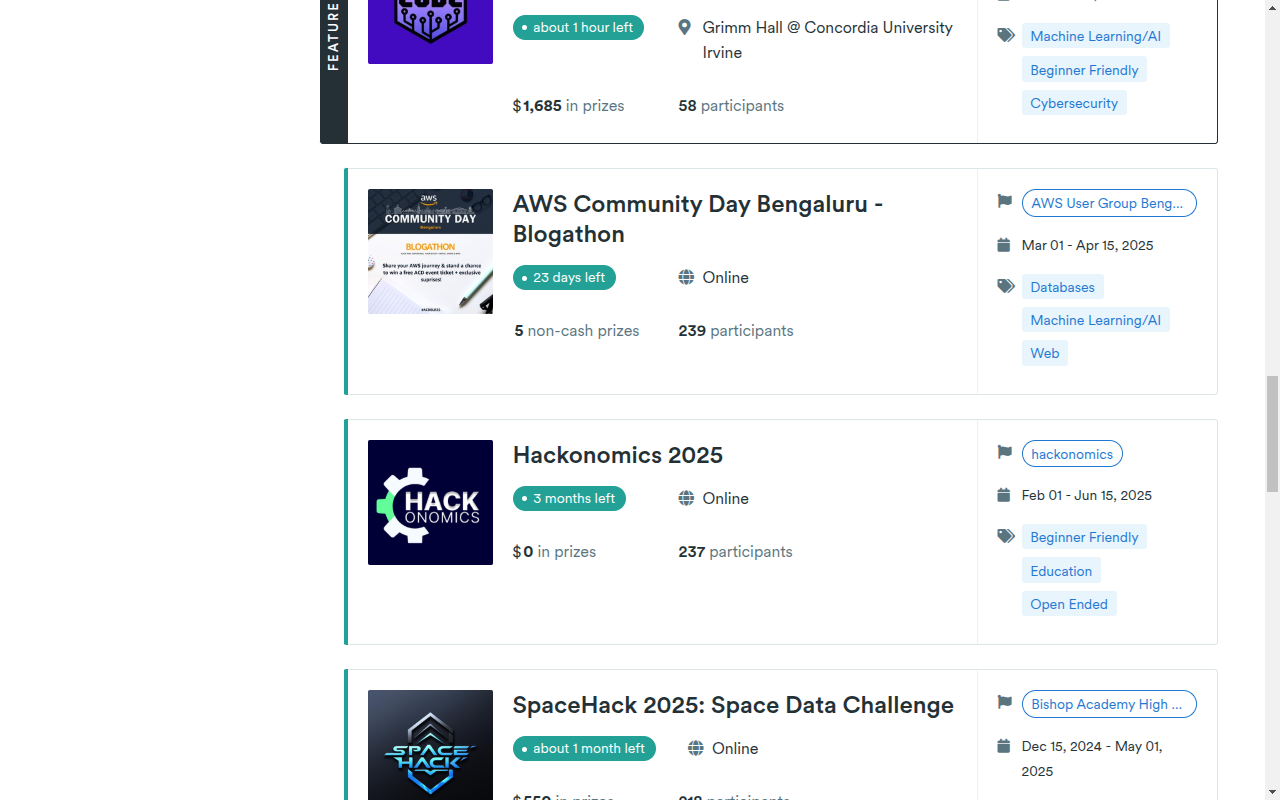 FEATURE
CODE
about 1 hour left
Grimm Hall @ Concordia University
Irvine
$1,685 in prizes
58 participants
Machine Learning/AI
Beginner Friendly
Cybersecurity
aws
COMMUNITY DAY
Bengaluru
BLOGATHON
Share your AWS journey & stand a chance
to win a free ACD event ticket + exclusive
suprises!
AWS Community Day Bengaluru -
Blogathon
23 days left
Online
5 non-cash prizes
239 participants
AWS User Group Beng...
Mar 01 - Apr 15, 2025
Databases
Machine Learning/AI
Web
HACK
ONOMICS
Hackonomics 2025
3 months left
Online
$0 in prizes
237 participants
hackonomics
Feb 01 - Jun 15, 2025
Beginner Friendly
Education
Open Ended
SPACE
HACK
SpaceHack 2025: Space Data Challenge
about 1 month left
Online
$550 in prizes
218 participants
Bishop Academy High ...
Dec 15, 2024 - May 01,
2025